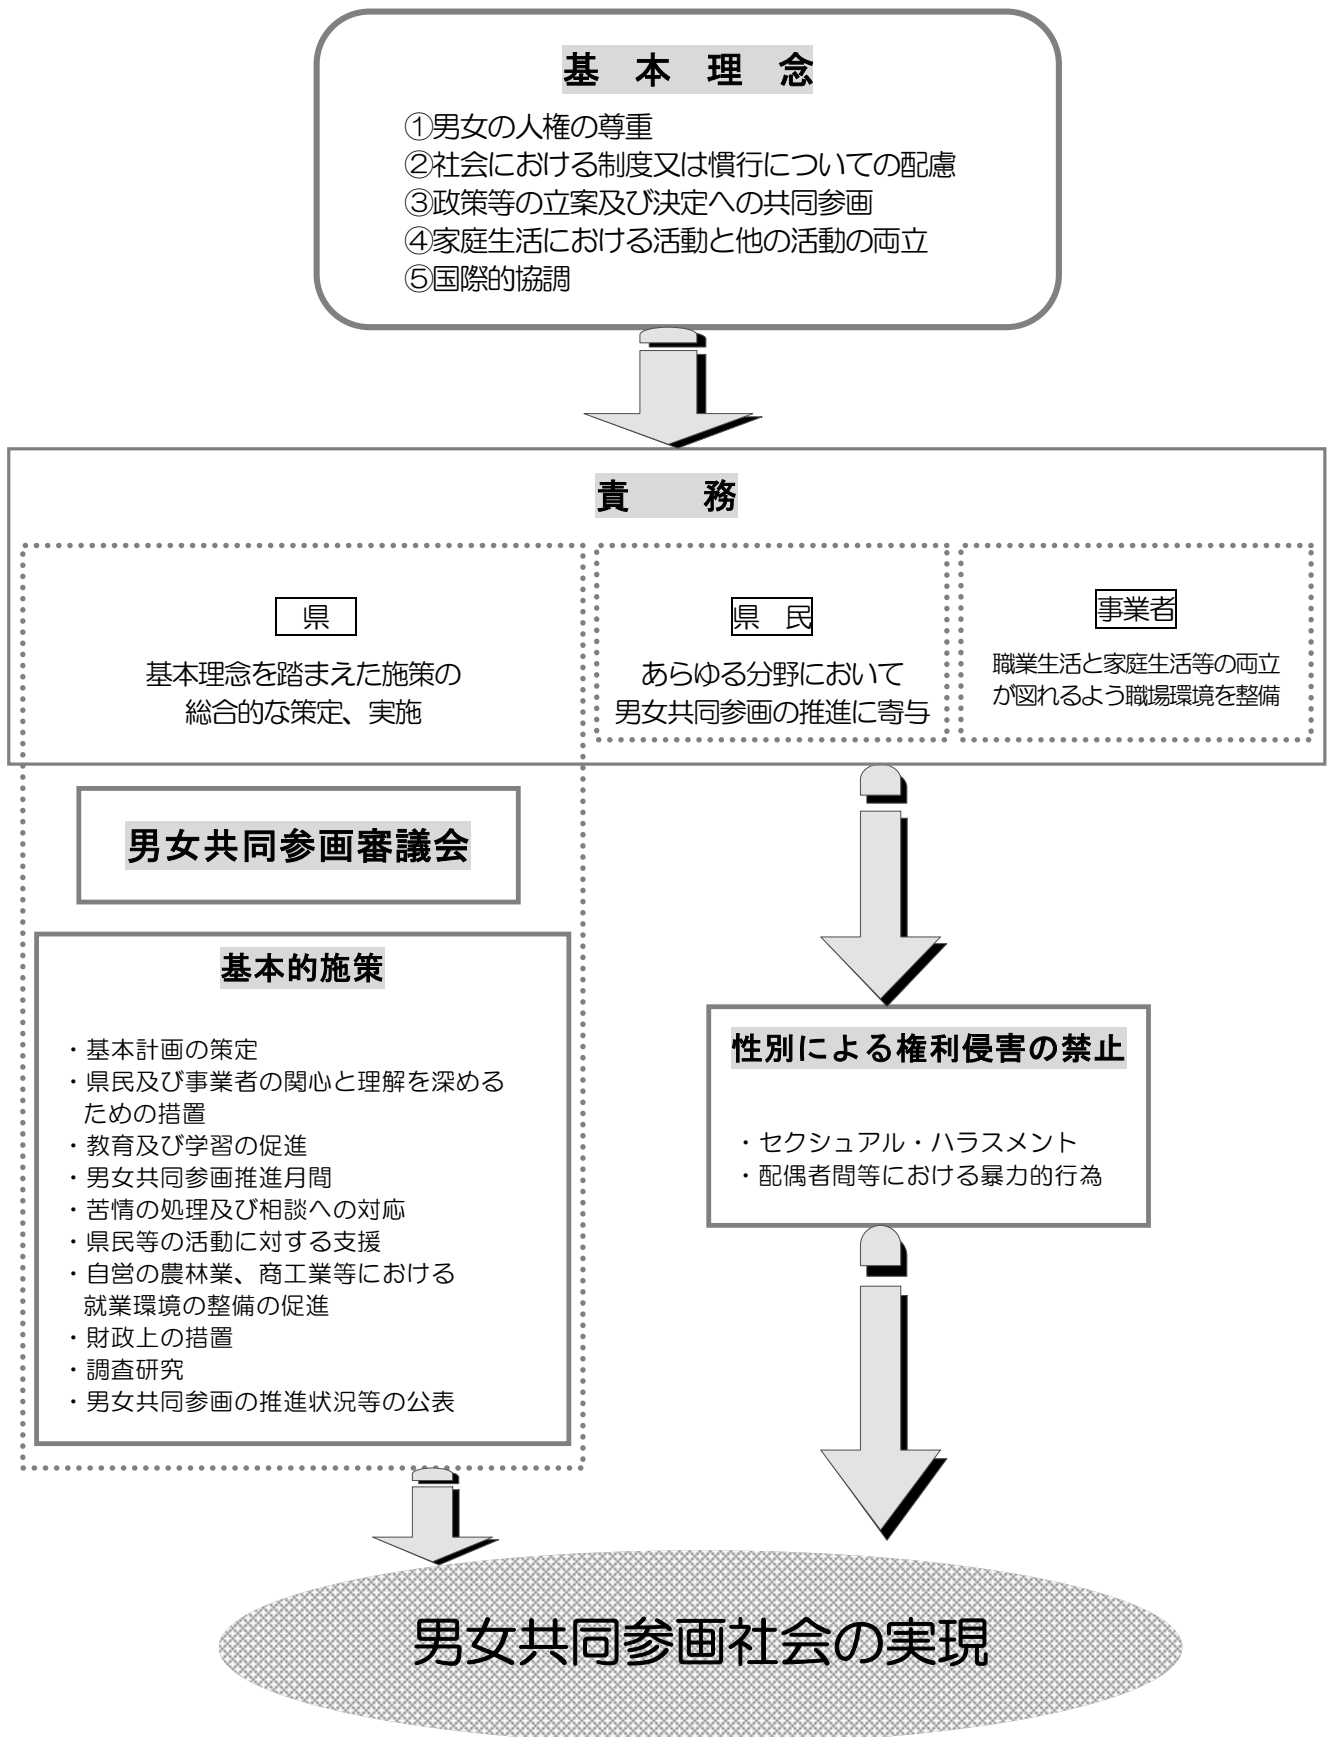 基　本　理　念
①男女の人権の尊重
②社会における制度又は慣行についての配慮
③政策等の立案及び決定への共同参画
④家庭生活における活動と他の活動の両立
⑤国際的協調
責　　務
県
基本理念を踏まえた施策の
総合的な策定、実施
県　民
あらゆる分野において
男女共同参画の推進に寄与
事業者
職業生活と家庭生活等の両立
が図れるよう職場環境を整備
男女共同参画審議会
基本的施策
・基本計画の策定
・県民及び事業者の関心と理解を深める
ための措置
・教育及び学習の促進
・男女共同参画推進月間
・苦情の処理及び相談への対応
・県民等の活動に対する支援
・自営の農林業、商工業等における
就業環境の整備の促進
・財政上の措置
・調査研究
・男女共同参画の推進状況等の公表
性別による権利侵害の禁止
・セクシュアル・ハラスメント
・配偶者間等における暴力的行為
男女共同参画社会の実現